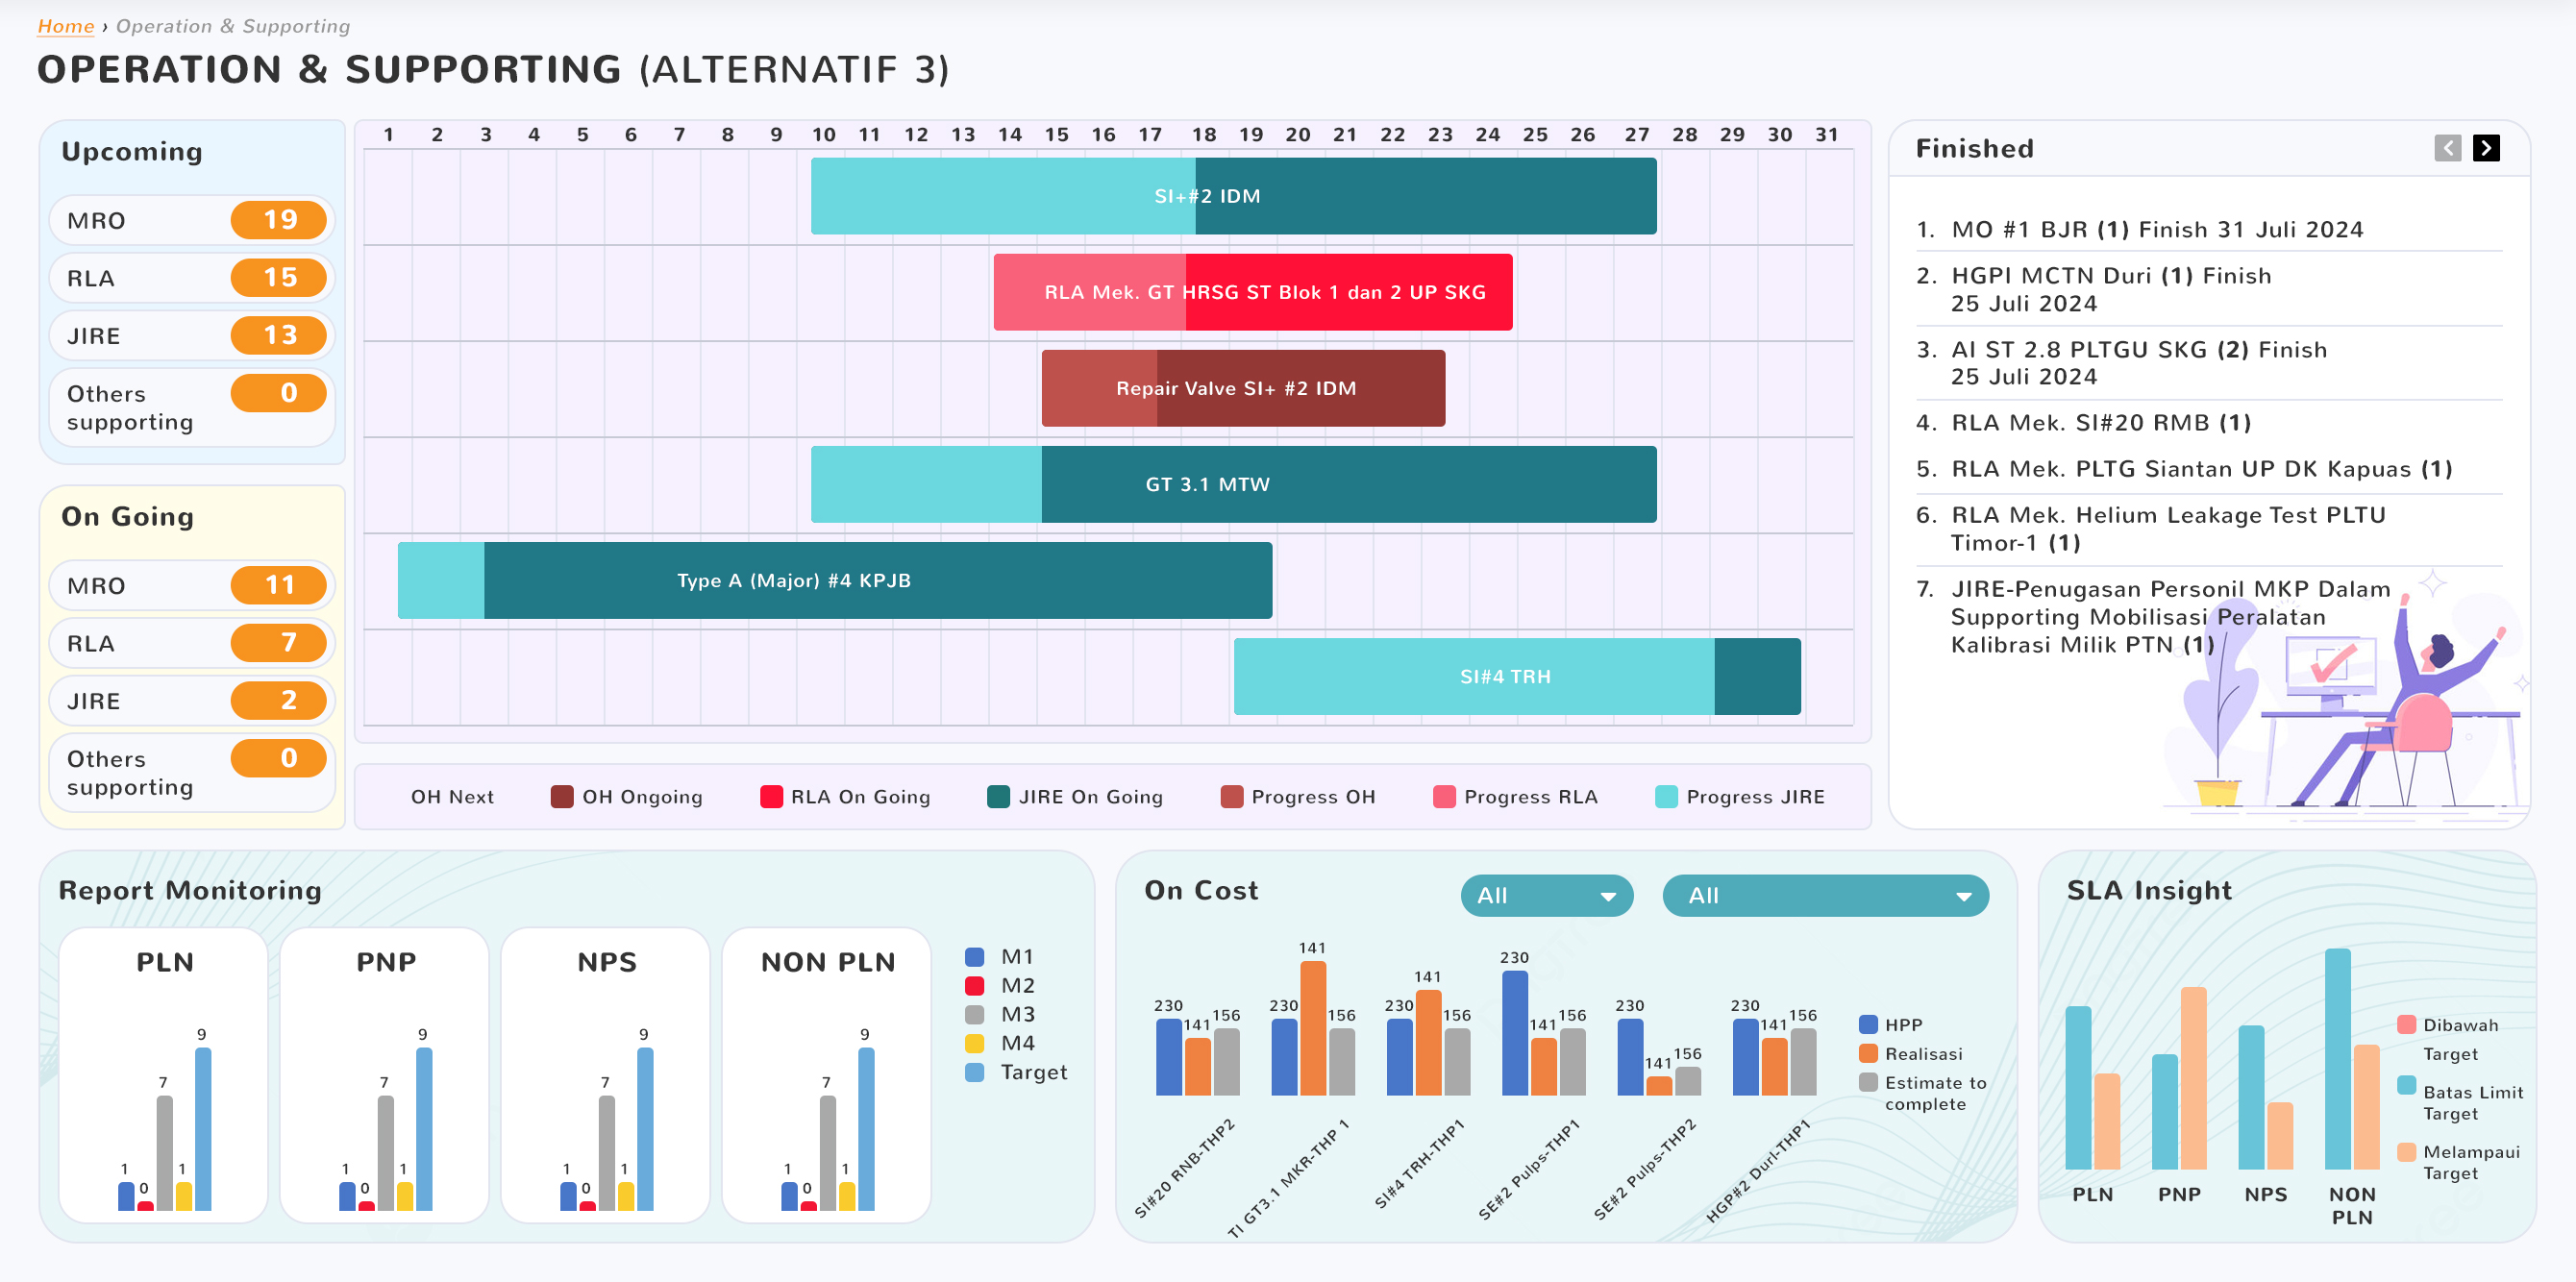 Home › Operation & Supporting
OPERATION & SUPPORTING (ALTERNATIF 3)
Upcoming
MRO 19
RLA 15
JIRE 13
Others 0
supporting
On Going
MRO 11
RLA 7
JIRE 2
Others 0
supporting
1 2 3 4 5 6 7 8 9 10 11 12 13 14 15 16 17 18 19 20 21 22 23 24 25 26 27 28 29 30 31
SI+#2 IDM
RLA Mek. GT HRSG ST Blok 1 dan 2 UP SKG
Repair Valve SI+ #2 IDM
GT 3.1 MTW
Type A (Major) #4 KPJB
SI#4 TRH
OH Next OH Ongoing RLA On Going JIRE On Going Progress OH Progress RLA Progress JIRE
Finished
1. MO #1 BJR (1) Finish 31 Juli 2024
2. HGPI MCTN Duri (1) Finish
25 Juli 2024
3. AI ST 2.8 PLTGU SKG (2) Finish
25 Juli 2024
4. RLA Mek. SI#20 RMB (1)
5. RLA Mek. PLTG Siantan UP DK Kapuas (1)
6. RLA Mek. Helium Leakage Test PLTU
Timor-1 (1)
7. JIRE-Penugasan Personil MKP Dalam
Supporting Mobilisasi Peralatan
Kalibrasi Milik PTN (1)
Report Monitoring
PLN
1 0 7 1 9
PNP
1 0 7 1 9
NPS
1 0 7 1 9
NON PLN
1 0 7 1 9
M1
M2
M3
M4
Target
On Cost
All
All
230 141 156
230 141 156
230 141 156
230 141 156
230 141 156
230 141 156
SI#20 RNB-THP2
TI GT3.1 MKR-THP 1
SI#4 TRH-THP1
SE#2 Pulps-THP1
SE#2 Pulps-THP2
HGP#2 Durl-THP1
HPP
Realisasi
Estimate to
complete
SLA Insight
PLN
PNP
NPS
NON
PLN
Dibawah
Target
Batas Limit
Target
Melampaui
Target